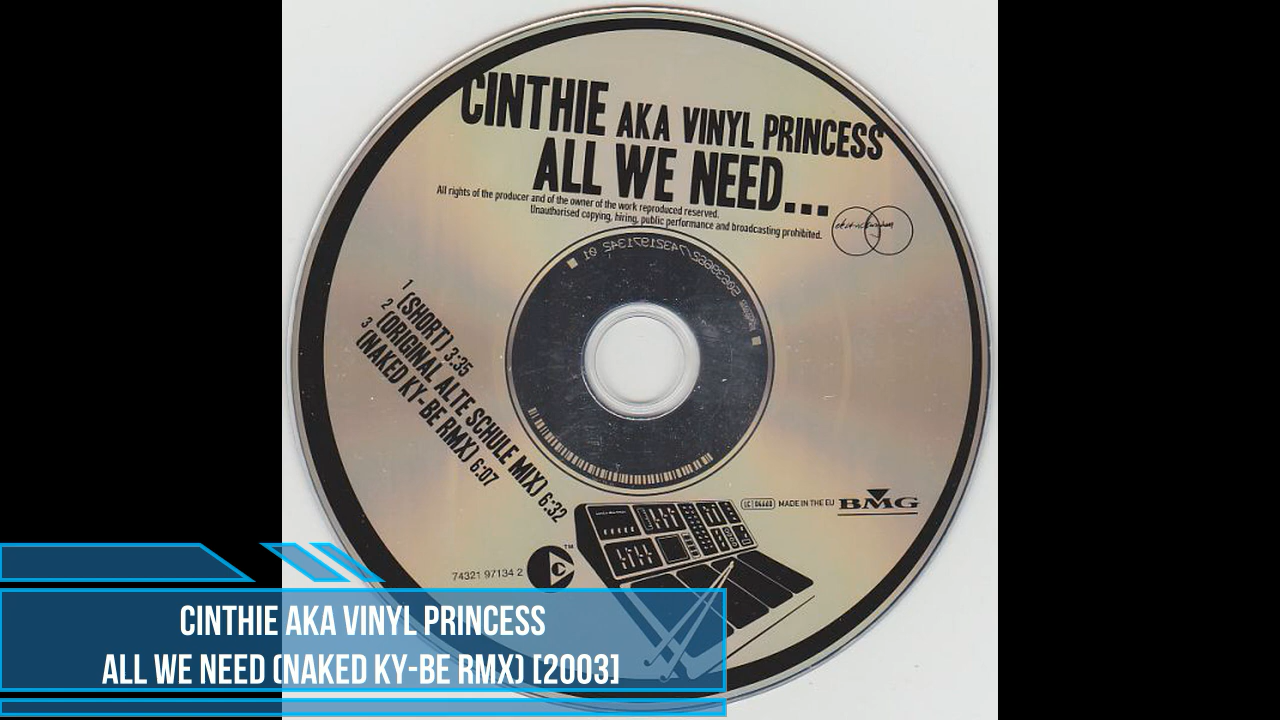 CINTHIE AKA VINYL PRINCESS
ALL WE NEED...
All rights of the producer and of the owner of the work reproduced reserved.
Unauthorised copying, hiring, public performance and broadcasting prohibited.
1 (SHORT) 3:35
2 (ORIGINAL ALTE SCHULE MIX) 6:32
3 (NAKED KY-BE RMX) 6:07
MADE IN THE EU
BMG
74321 97134 2
TM
C
CINTHIE AKA VINYL PRINCESS
ALL WE NEED (NAKED KY-BE RMX) [2003]